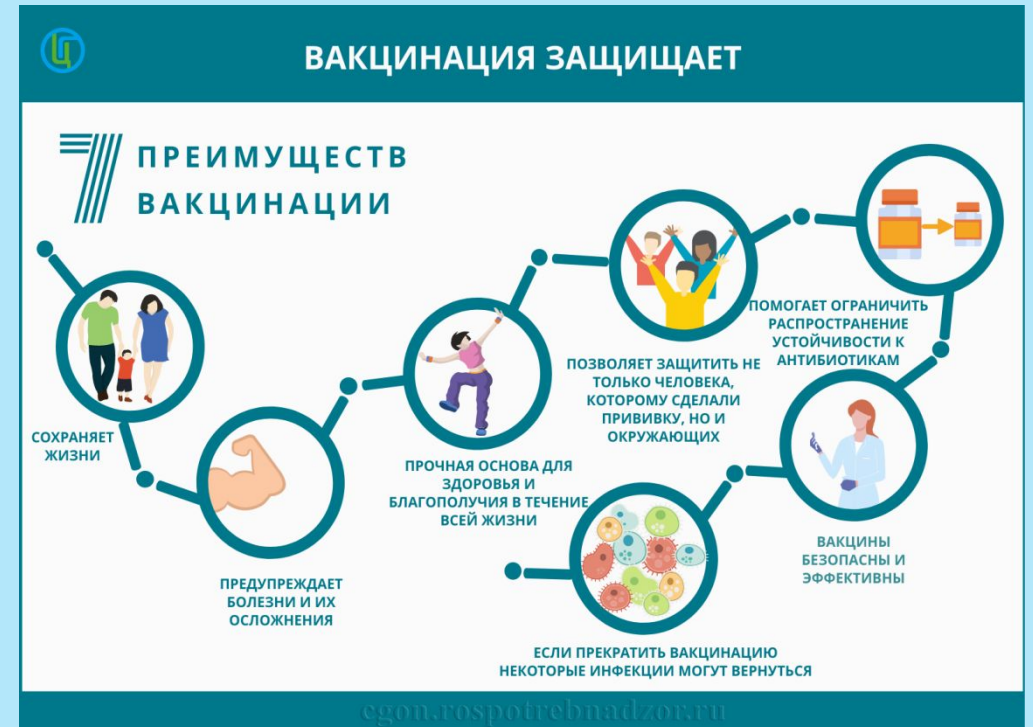 ВАКЦИНАЦИЯ ЗАЩИЩАЕТ
7 ПРЕИМУЩЕСТВ
ВАКЦИНАЦИИ
СОХРАНЯЕТ
ЖИЗНИ
ПРЕДУПРЕЖДАЕТ
БОЛЕЗНИ И ИХ
ОСЛОЖНЕНИЯ
ПРОЧНАЯ ОСНОВА ДЛЯ
ЗДОРОВЬЯ И
БЛАГОПОЛУЧИЯ В ТЕЧЕНИЕ
ВСЕЙ ЖИЗНИ
ПОЗВОЛЯЕТ ЗАЩИТИТЬ НЕ
ТОЛЬКО ЧЕЛОВЕКА,
КОТОРОМУ СДЕЛАЛИ
ПРИВИВКУ, НО И
ОКРУЖАЮЩИХ
ПОМОГАЕТ ОГРАНИЧИТЬ
РАСПРОСТРАНЕНИЕ
УСТОЙЧИВОСТИ К
АНТИБИОТИКАМ
ВАКЦИНЫ
БЕЗОПАСНЫ И
ЭФФЕКТИВНЫ
ЕСЛИ ПРЕКРАТИТЬ ВАКЦИНАЦИЮ
НЕКОТОРЫЕ ИНФЕКЦИИ МОГУТ ВЕРНУТЬСЯ
cgon.rospotrebnadzor.ru